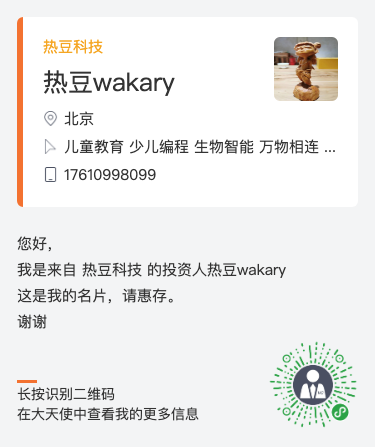 热豆科技
热豆wakary
北京
儿童教育 少儿编程 生物智能 万物相连 ...
17610998099
您好，
我是来自 热豆科技 的投资人热豆wakary
这是我的名片，请惠存。
谢谢
长按识别二维码
在大天使中查看我的更多信息